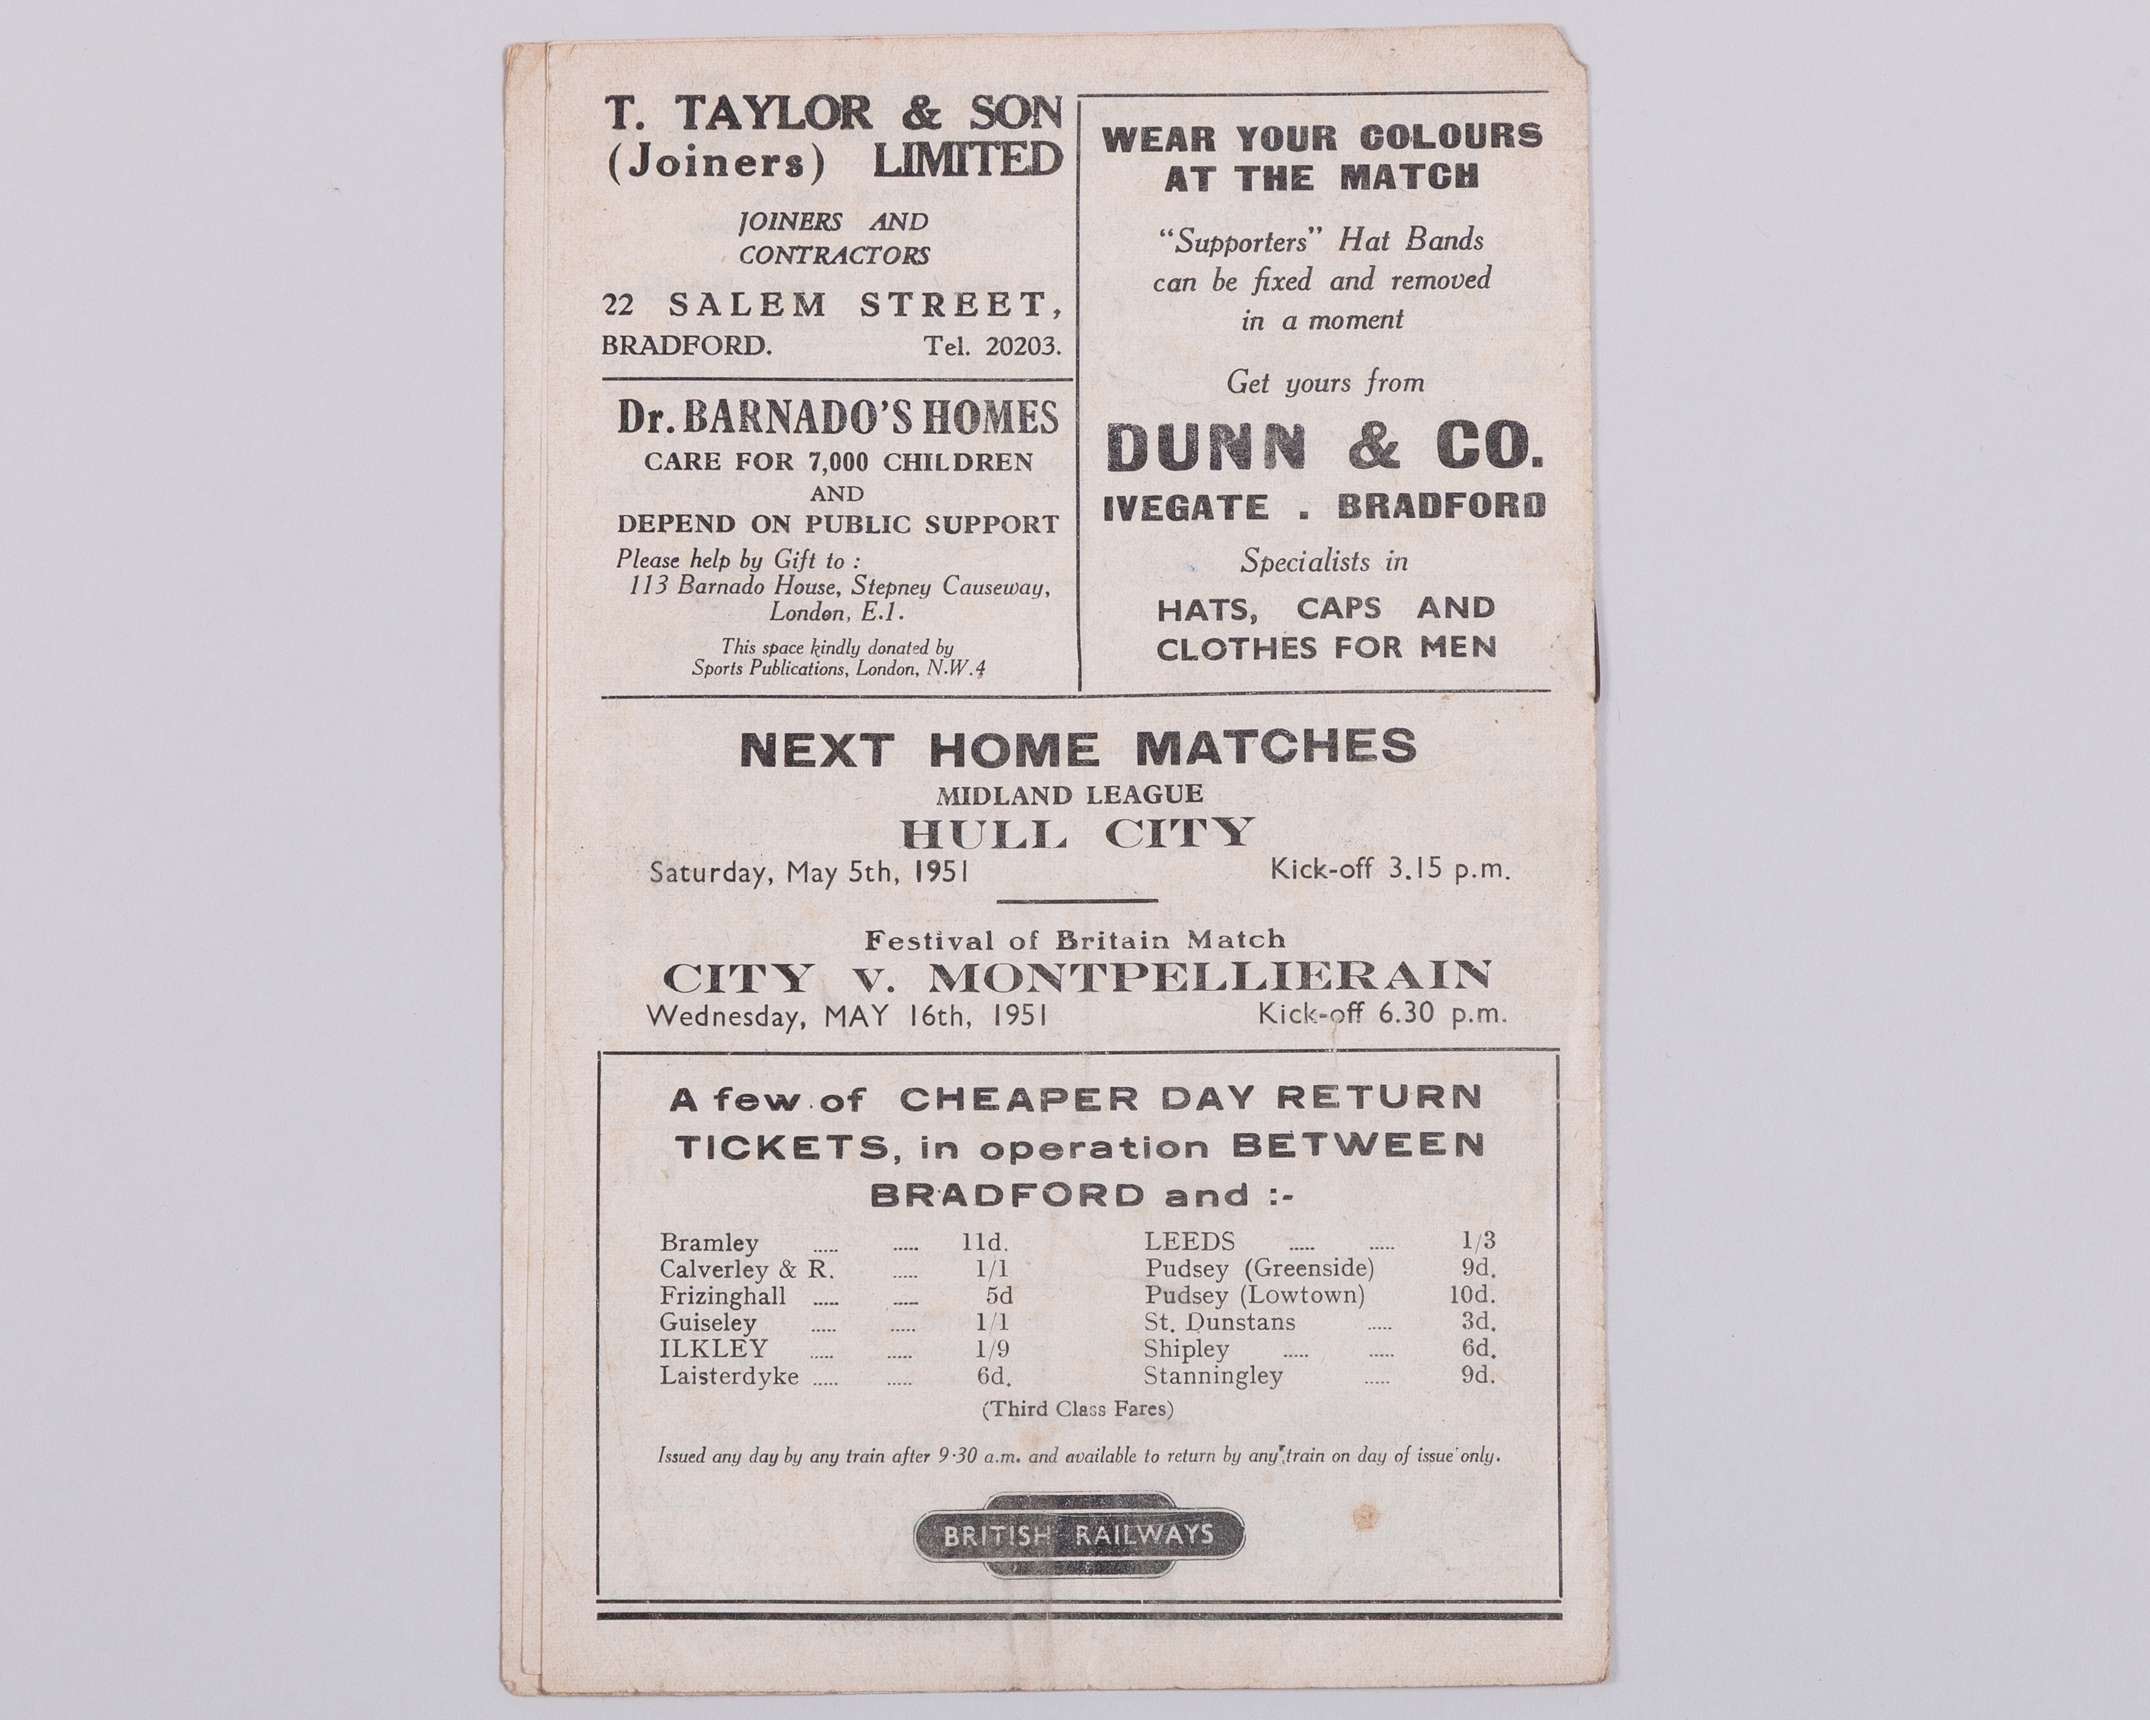 T. TAYLOR & SON
(Joiners) LIMITED
JOINERS AND
CONTRACTORS
22 SALEM STREET,
BRADFORD. Tel. 20203.
Dr. BARNADO'S HOMES
CARE FOR 7,000 CHILDREN
AND
DEPEND ON PUBLIC SUPPORT
Please help by Gift to :
113 Barnado House, Stepney Causeway,
London, E.1.
This space kindly donated by
Sports Publications, London, N.W.4
WEAR YOUR COLOURS
AT THE MATCH
"Supporters" Hat Bands
can be fixed and removed
in a moment
Get yours from
DUNN & CO.
IVEGATE . BRADFORD
Specialists in
HATS, CAPS AND
CLOTHES FOR MEN
NEXT HOME MATCHES
MIDLAND LEAGUE
HULL CITY
Saturday, May 5th, 1951 Kick-off 3.15 p.m.
Festival of Britain Match
CITY v. MONTPELLIERAIN
Wednesday, MAY 16th, 1951 Kick-off 6.30 p.m.
A few of CHEAPER DAY RETURN
TICKETS, in operation BETWEEN
BRADFORD and :-
Bramley ..... ..... 11d.
Calverley & R. ..... 1/1
Frizinghall ..... ..... 5d
Guiseley ..... ..... 1/1
ILKLEY ..... ..... 1/9
Laisterdyke ..... ..... 6d.
LEEDS ..... ..... 1/3
Pudsey (Greenside) 9d.
Pudsey (Lowtown) 10d.
St. Dunstans ..... 3d.
Shipley ..... ..... 6d.
Stanningley ..... 9d.
(Third Class Fares)
Issued any day by any train after 9·30 a.m. and available to return by any train on day of issue only.
BRITISH RAILWAYS